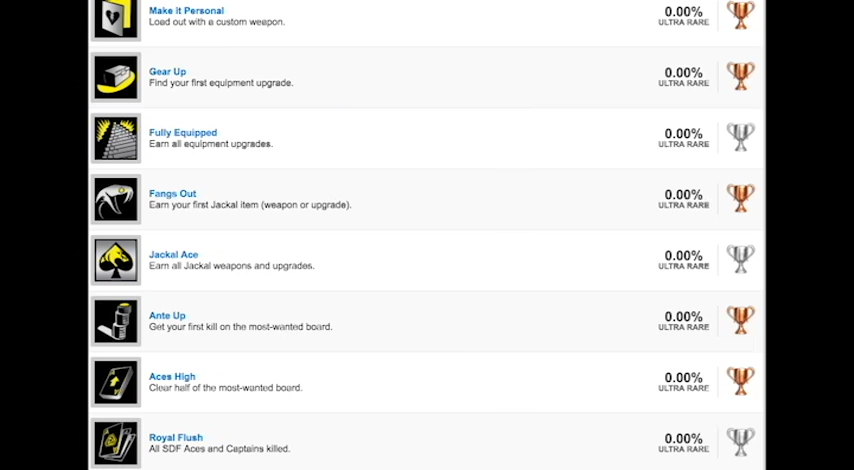 Make it Personal
Load out with a custom weapon.
0.00%
ULTRA RARE
Gear Up
Find your first equipment upgrade.
0.00%
ULTRA RARE
Fully Equipped
Earn all equipment upgrades.
0.00%
ULTRA RARE
Fangs Out
Earn your first Jackal item (weapon or upgrade).
0.00%
ULTRA RARE
Jackal Ace
Earn all Jackal weapons and upgrades.
0.00%
ULTRA RARE
Ante Up
Get your first kill on the most-wanted board.
0.00%
ULTRA RARE
Aces High
Clear half of the most-wanted board.
0.00%
ULTRA RARE
Royal Flush
All SDF Aces and Captains killed.
0.00%
ULTRA RARE